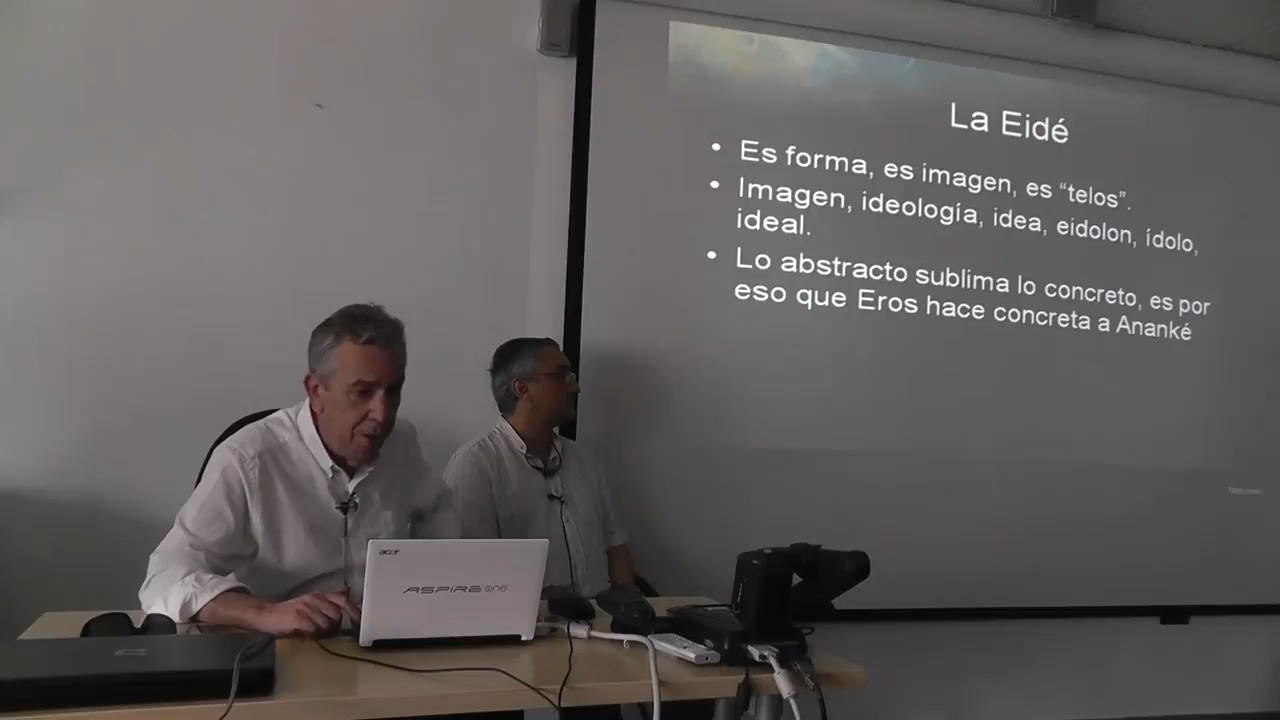 La Eidé
• Es forma, es imagen, es “telos”.
• Imagen, ideología, idea, eidolon, ídolo,
ideal.
• Lo abstracto sublima lo concreto, es por
eso que Eros hace concreta a Ananké
acer
ASPIRE one